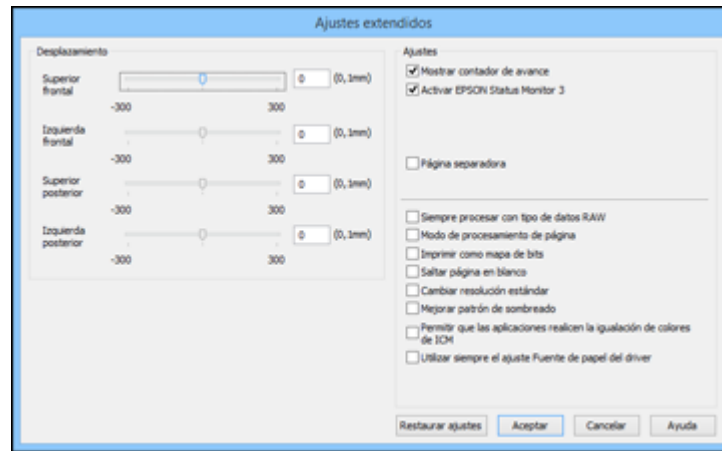 Ajustes extendidos
Desplazamiento
Superior
frontal
0
(0,1mm)
-300
300
Izquierda
frontal
0
(0,1mm)
-300
300
Superior
posterior
0
(0,1mm)
-300
300
Izquierda
posterior
0
(0,1mm)
-300
300
Ajustes
Mostrar contador de avance
Activar EPSON Status Monitor 3
Página separadora
Siempre procesar con tipo de datos RAW
Modo de procesamiento de página
Imprimir como mapa de bits
Saltar página en blanco
Cambiar resolución estándar
Mejorar patrón de sombreado
Permitir que las aplicaciones realicen la igualación de colores
de ICM
Utilizar siempre el ajuste Fuente de papel del driver
Restaurar ajustes
Aceptar
Cancelar
Ayuda